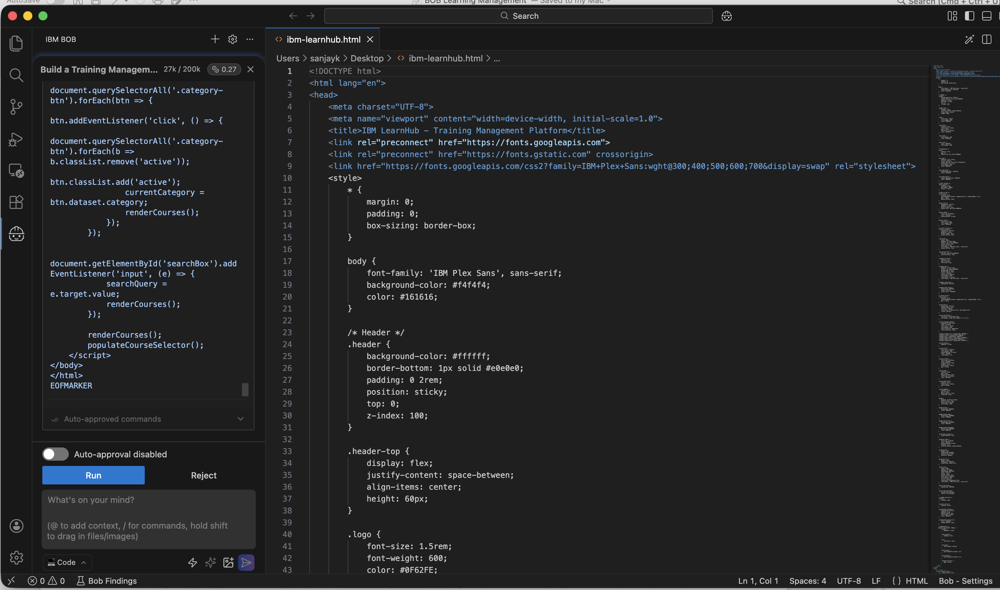 AutoSave
BOB Learning Management — Saved to my Mac
Search (Cmd + Ctrl + U)
Search
IBM BOB
Build a Training Managem... 27k / 200k 0.27
document.querySelectorAll('.category-
btn').forEach(btn => {
btn.addEventListener('click', () => {
document.querySelectorAll('.category-
btn').forEach(b =>
b.classList.remove('active'));
btn.classList.add('active');
currentCategory =
btn.dataset.category;
renderCourses();
});
});
document.getElementById('searchBox').add
EventListener('input', (e) => {
searchQuery =
e.target.value;
renderCourses();
});
renderCourses();
populateCourseSelector();
</script>
</body>
</html>
EOFMARKER
Auto-approved commands
Auto-approval disabled
Run Reject
What's on your mind?
(@ to add context, / for commands, hold shift
to drag in files/images)
Code
ibm-learnhub.html
Users > sanjayk > Desktop > ibm-learnhub.html > ...
1 <!DOCTYPE html>
2 <html lang="en">
3 <head>
4 <meta charset="UTF-8">
5 <meta name="viewport" content="width=device-width, initial-scale=1.0">
6 <title>IBM LearnHub – Training Management Platform</title>
7 <link rel="preconnect" href="https://fonts.googleapis.com">
8 <link rel="preconnect" href="https://fonts.gstatic.com" crossorigin>
9 <link href="https://fonts.googleapis.com/css2?family=IBM+Plex+Sans:wght@300;400;500;600;700&display=swap" rel="stylesheet">
10 <style>
11 * {
12 margin: 0;
13 padding: 0;
14 box-sizing: border-box;
15 }
16
17 body {
18 font-family: 'IBM Plex Sans', sans-serif;
19 background-color: #f4f4f4;
20 color: #161616;
21 }
22
23 /* Header */
24 .header {
25 background-color: #ffffff;
26 border-bottom: 1px solid #e0e0e0;
27 padding: 0 2rem;
28 position: sticky;
29 top: 0;
30 z-index: 100;
31 }
32
33 .header-top {
34 display: flex;
35 justify-content: space-between;
36 align-items: center;
37 height: 60px;
38 }
39
40 .logo {
41 font-size: 1.5rem;
42 font-weight: 600;
43 color: #0F62FE;
0 0 Bob Findings
Ln 1, Col 1 Spaces: 4 UTF-8 LF { } HTML Bob - Settings